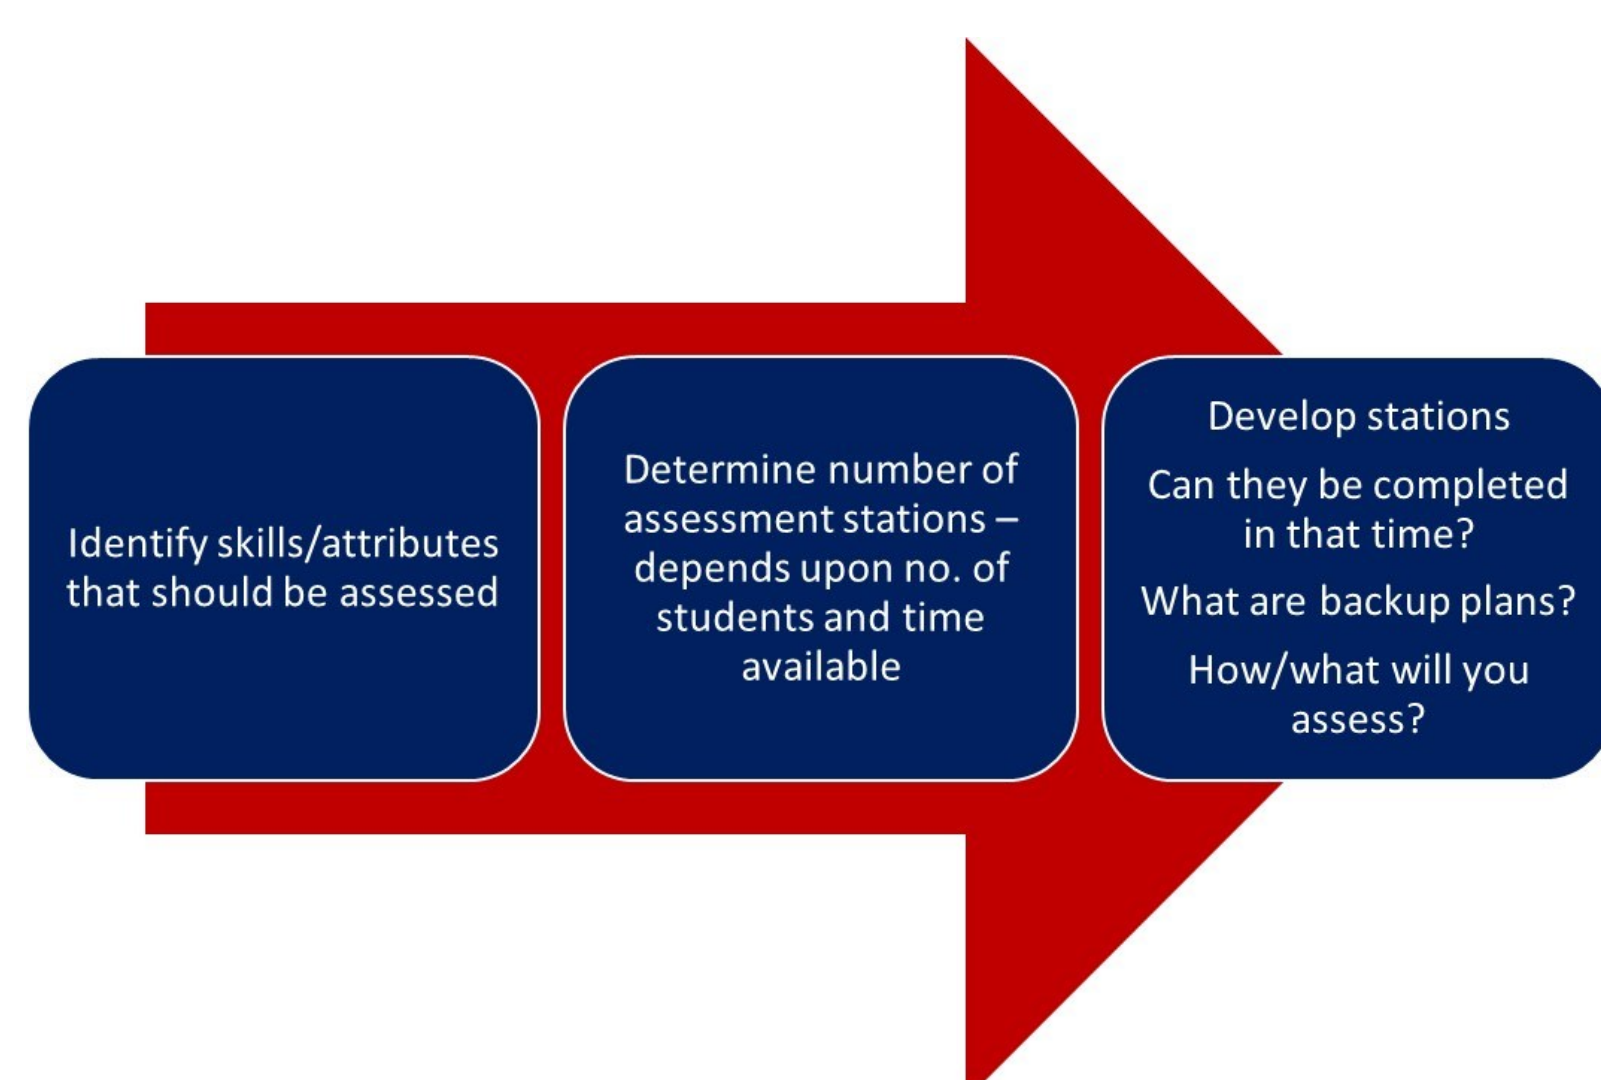 Identify skills/attributes
that should be assessed
Determine number of
assessment stations –
depends upon no. of
students and time
available
Develop stations
Can they be completed
in that time?
What are backup plans?
How/what will you
assess?